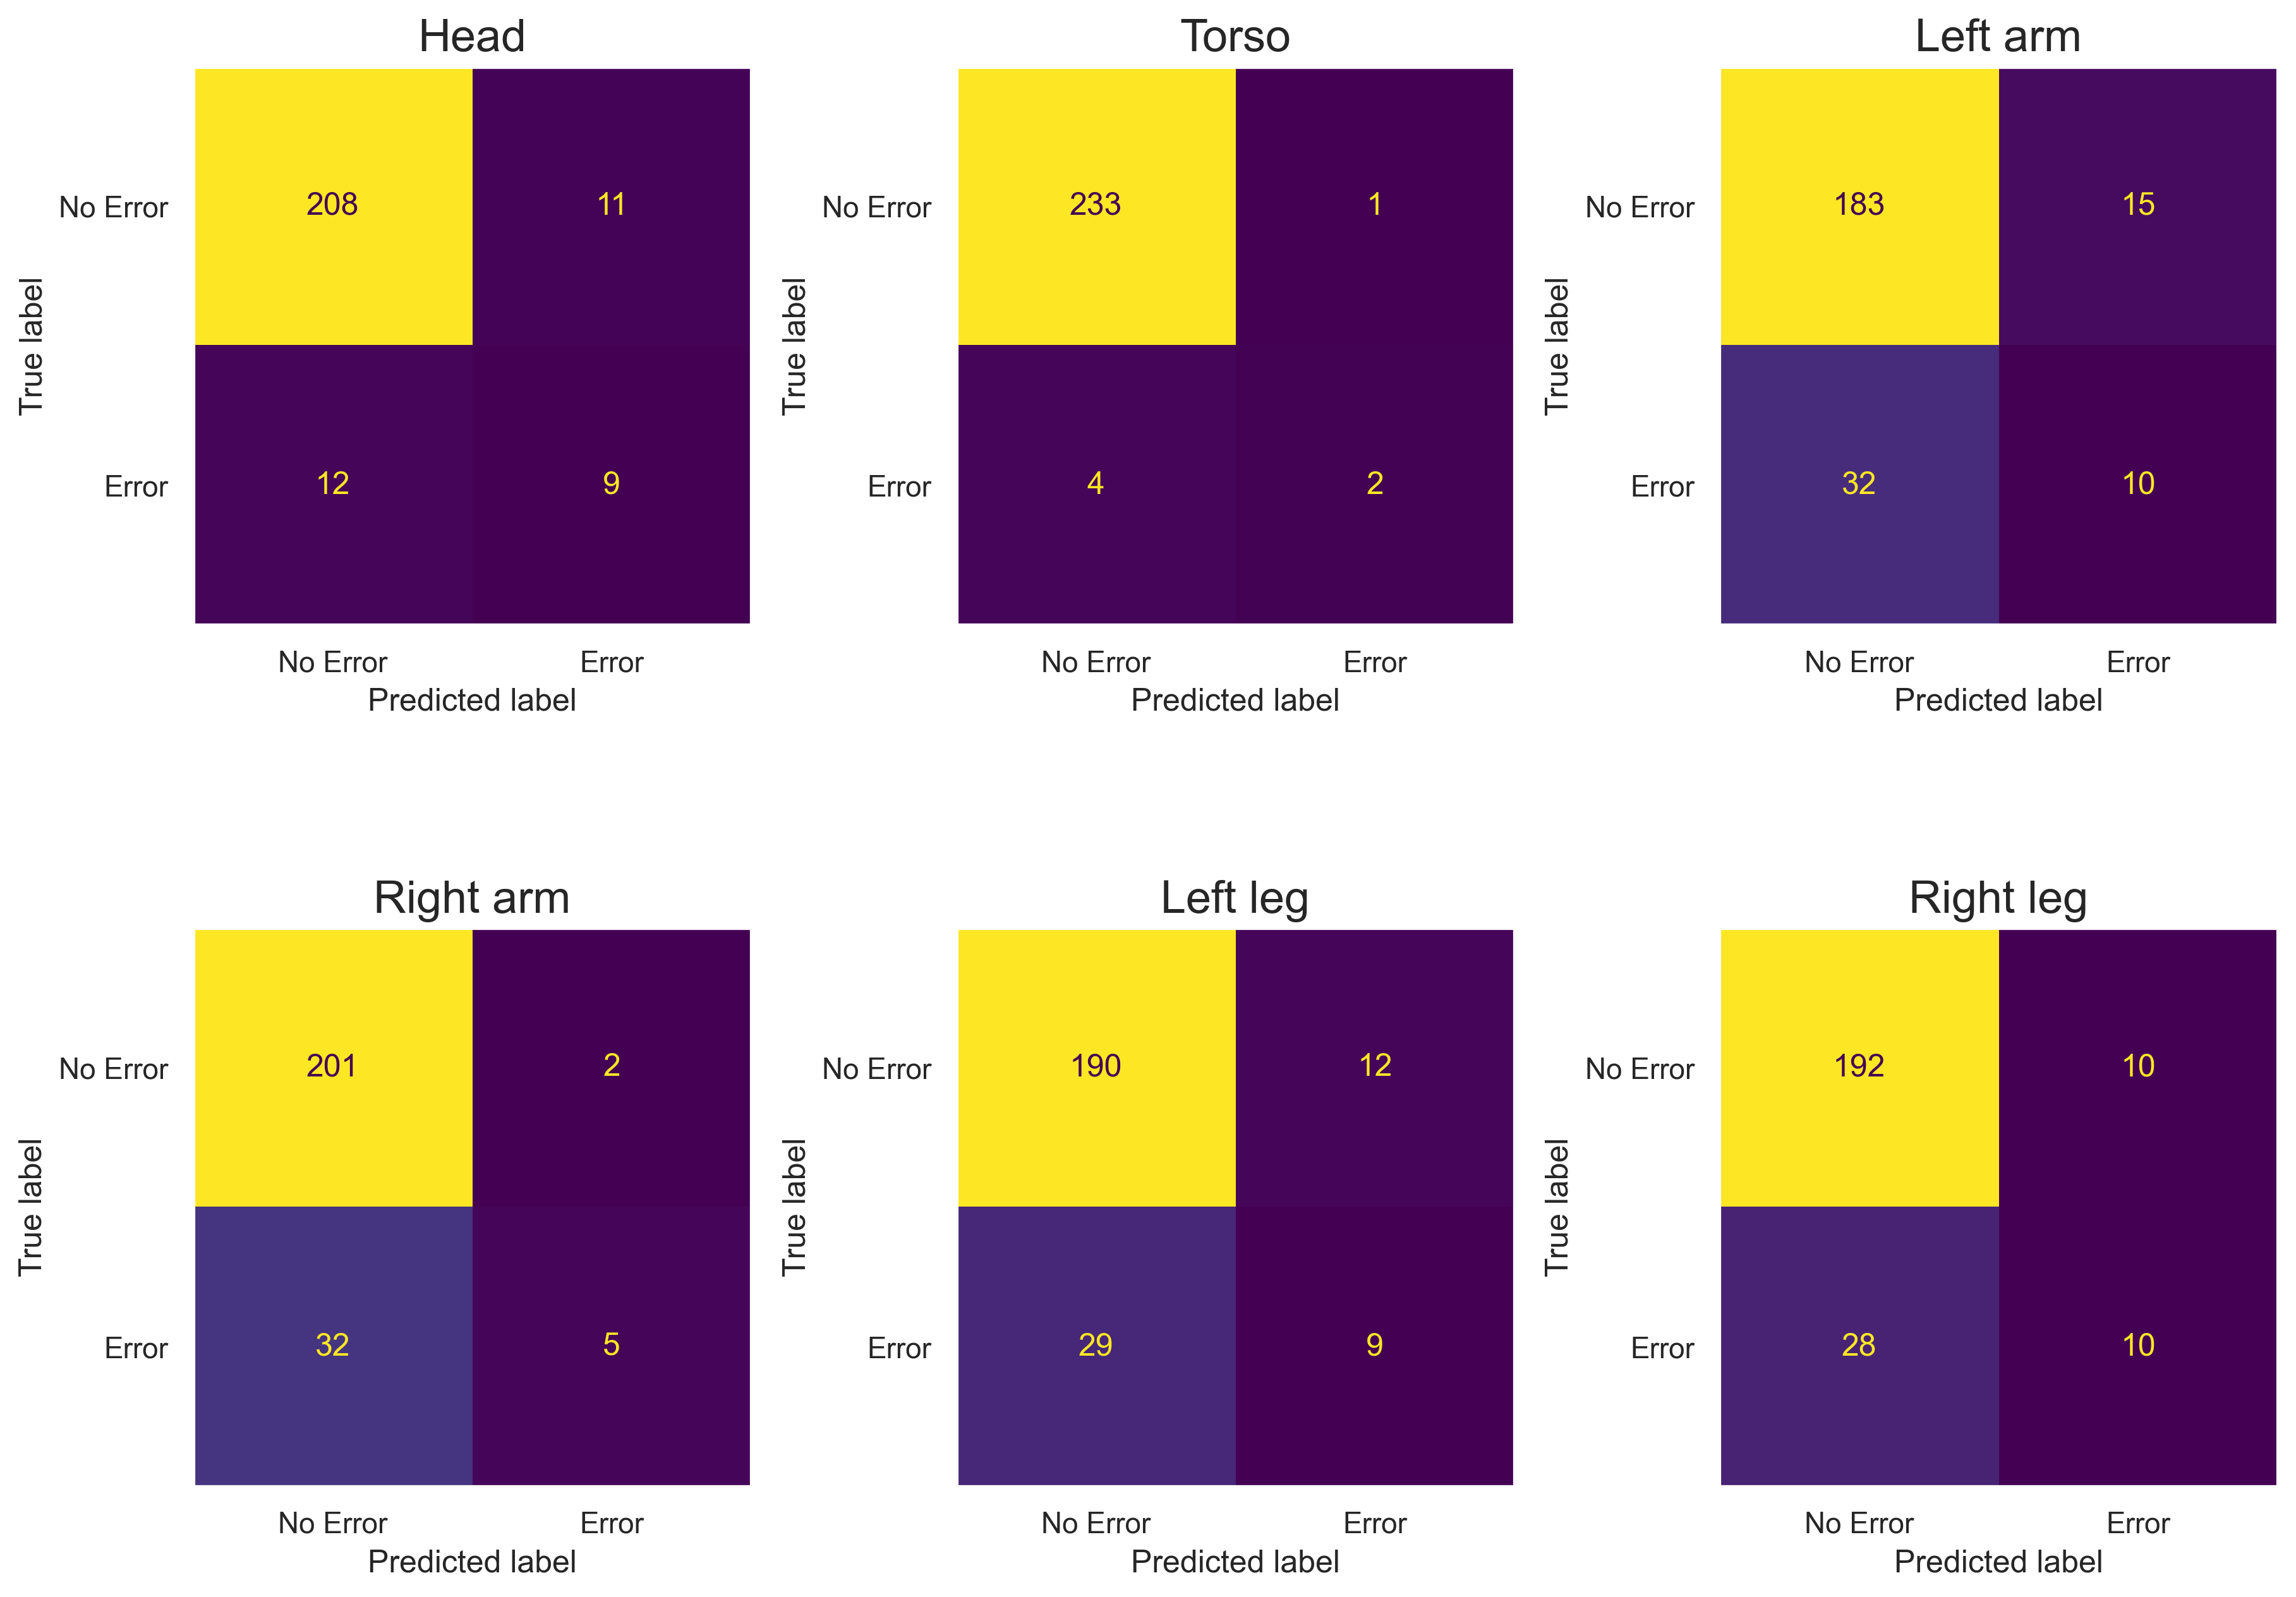 Head
No Error
208
11
True label
Error
12
9
No Error
Error
Predicted label
Torso
No Error
233
1
True label
Error
4
2
No Error
Error
Predicted label
Left arm
No Error
183
15
True label
Error
32
10
No Error
Error
Predicted label
Right arm
No Error
201
2
True label
Error
32
5
No Error
Error
Predicted label
Left leg
No Error
190
12
True label
Error
29
9
No Error
Error
Predicted label
Right leg
No Error
192
10
True label
Error
28
10
No Error
Error
Predicted label